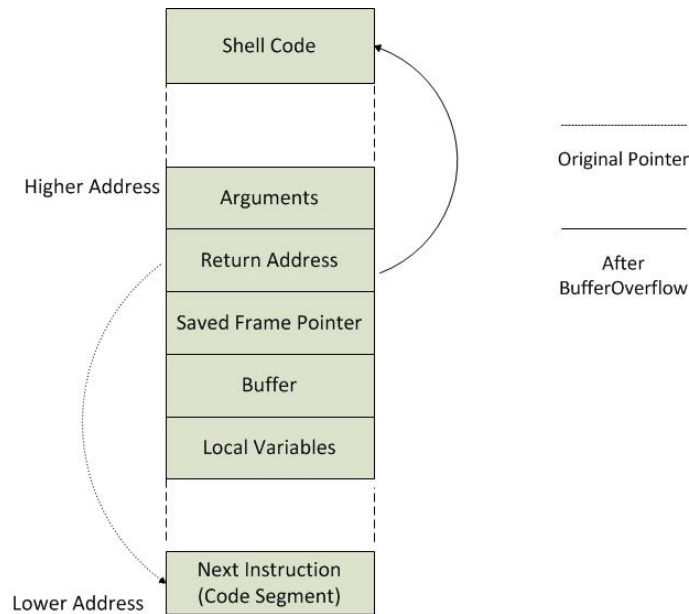 Shell Code
Higher Address
Arguments
Return Address
Saved Frame Pointer
Buffer
Local Variables
Next Instruction
(Code Segment)
Lower Address
Original Pointer
After
BufferOverflow